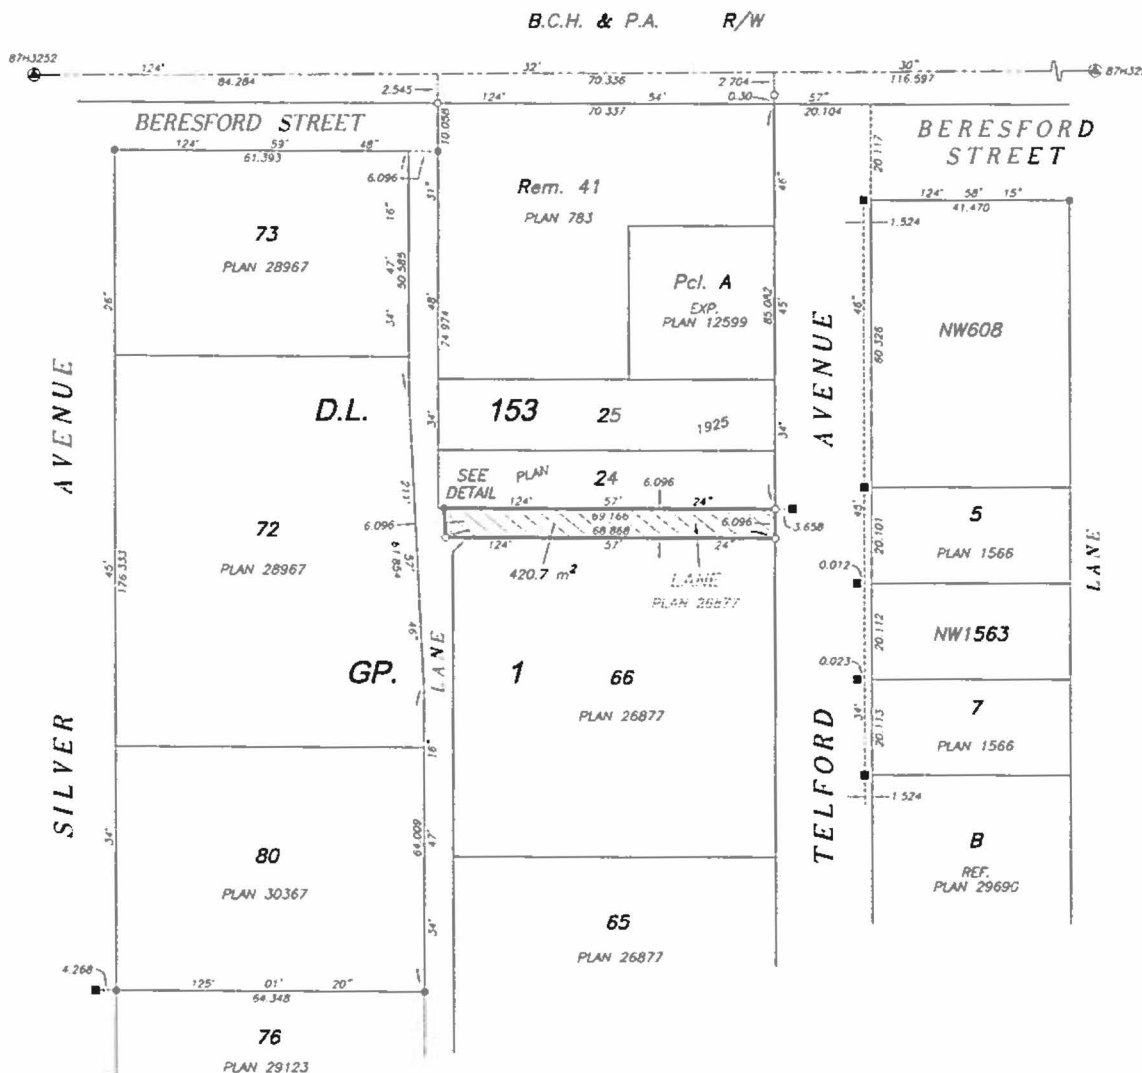 B.C.H. & P.A. R/W
87H3252
124' 32' 30"
84.284 70.336 116.597
2.545
2.704
0.30
124' 54' 57"
70.337
20.104
BERESFORD STREET
124' 59' 48"
61.393
6.096
10.058
BERESFORD
STREET
20.117
124' 58' 15"
41.470
1.524
Rem. 41
PLAN 783
73
PLAN 28967
16"
47'
50.585
34'
31"
48'
74.974
34'
46"
45'
85.082
34'
Pcl. A
EXP.
PLAN 12599
NW608
46"
60.326
45'
26"
45'
176.333
34'
SILVER AVENUE
TELFORD AVENUE
LANE
D.L. 153
25
1925
SEE
DETAIL
PLAN
24
6.096
124' 57' 24"
69.166
68.868
6.096
3.658
124' 57' 24"
420.7 m²
LANE
PLAN 26877
72
PLAN 28967
6.096
57'
61.854
46"
LANE
5
PLAN 1566
20.101
0.012
NW1563
20.112
0.023
34'
7
PLAN 1566
20.113
1.524
GP. 1
66
PLAN 26877
16"
47'
64.009
34'
80
PLAN 30367
B
REF.
65
PLAN 26877
4.268
125' 01' 20"
64.348
76
PLAN 29123